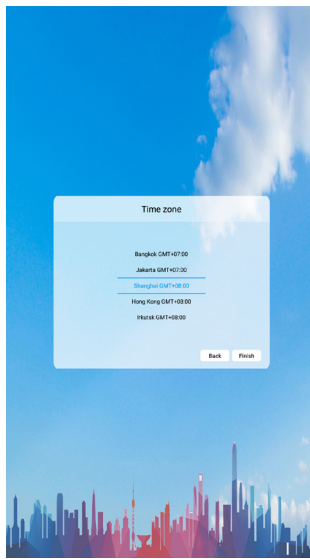 Time zone
Bangkok GMT+07:00
Jakarta GMT+07:00
Shanghai GMT+08:00
Hong Kong GMT+08:00
Irkutsk GMT+08:00
Back Finish